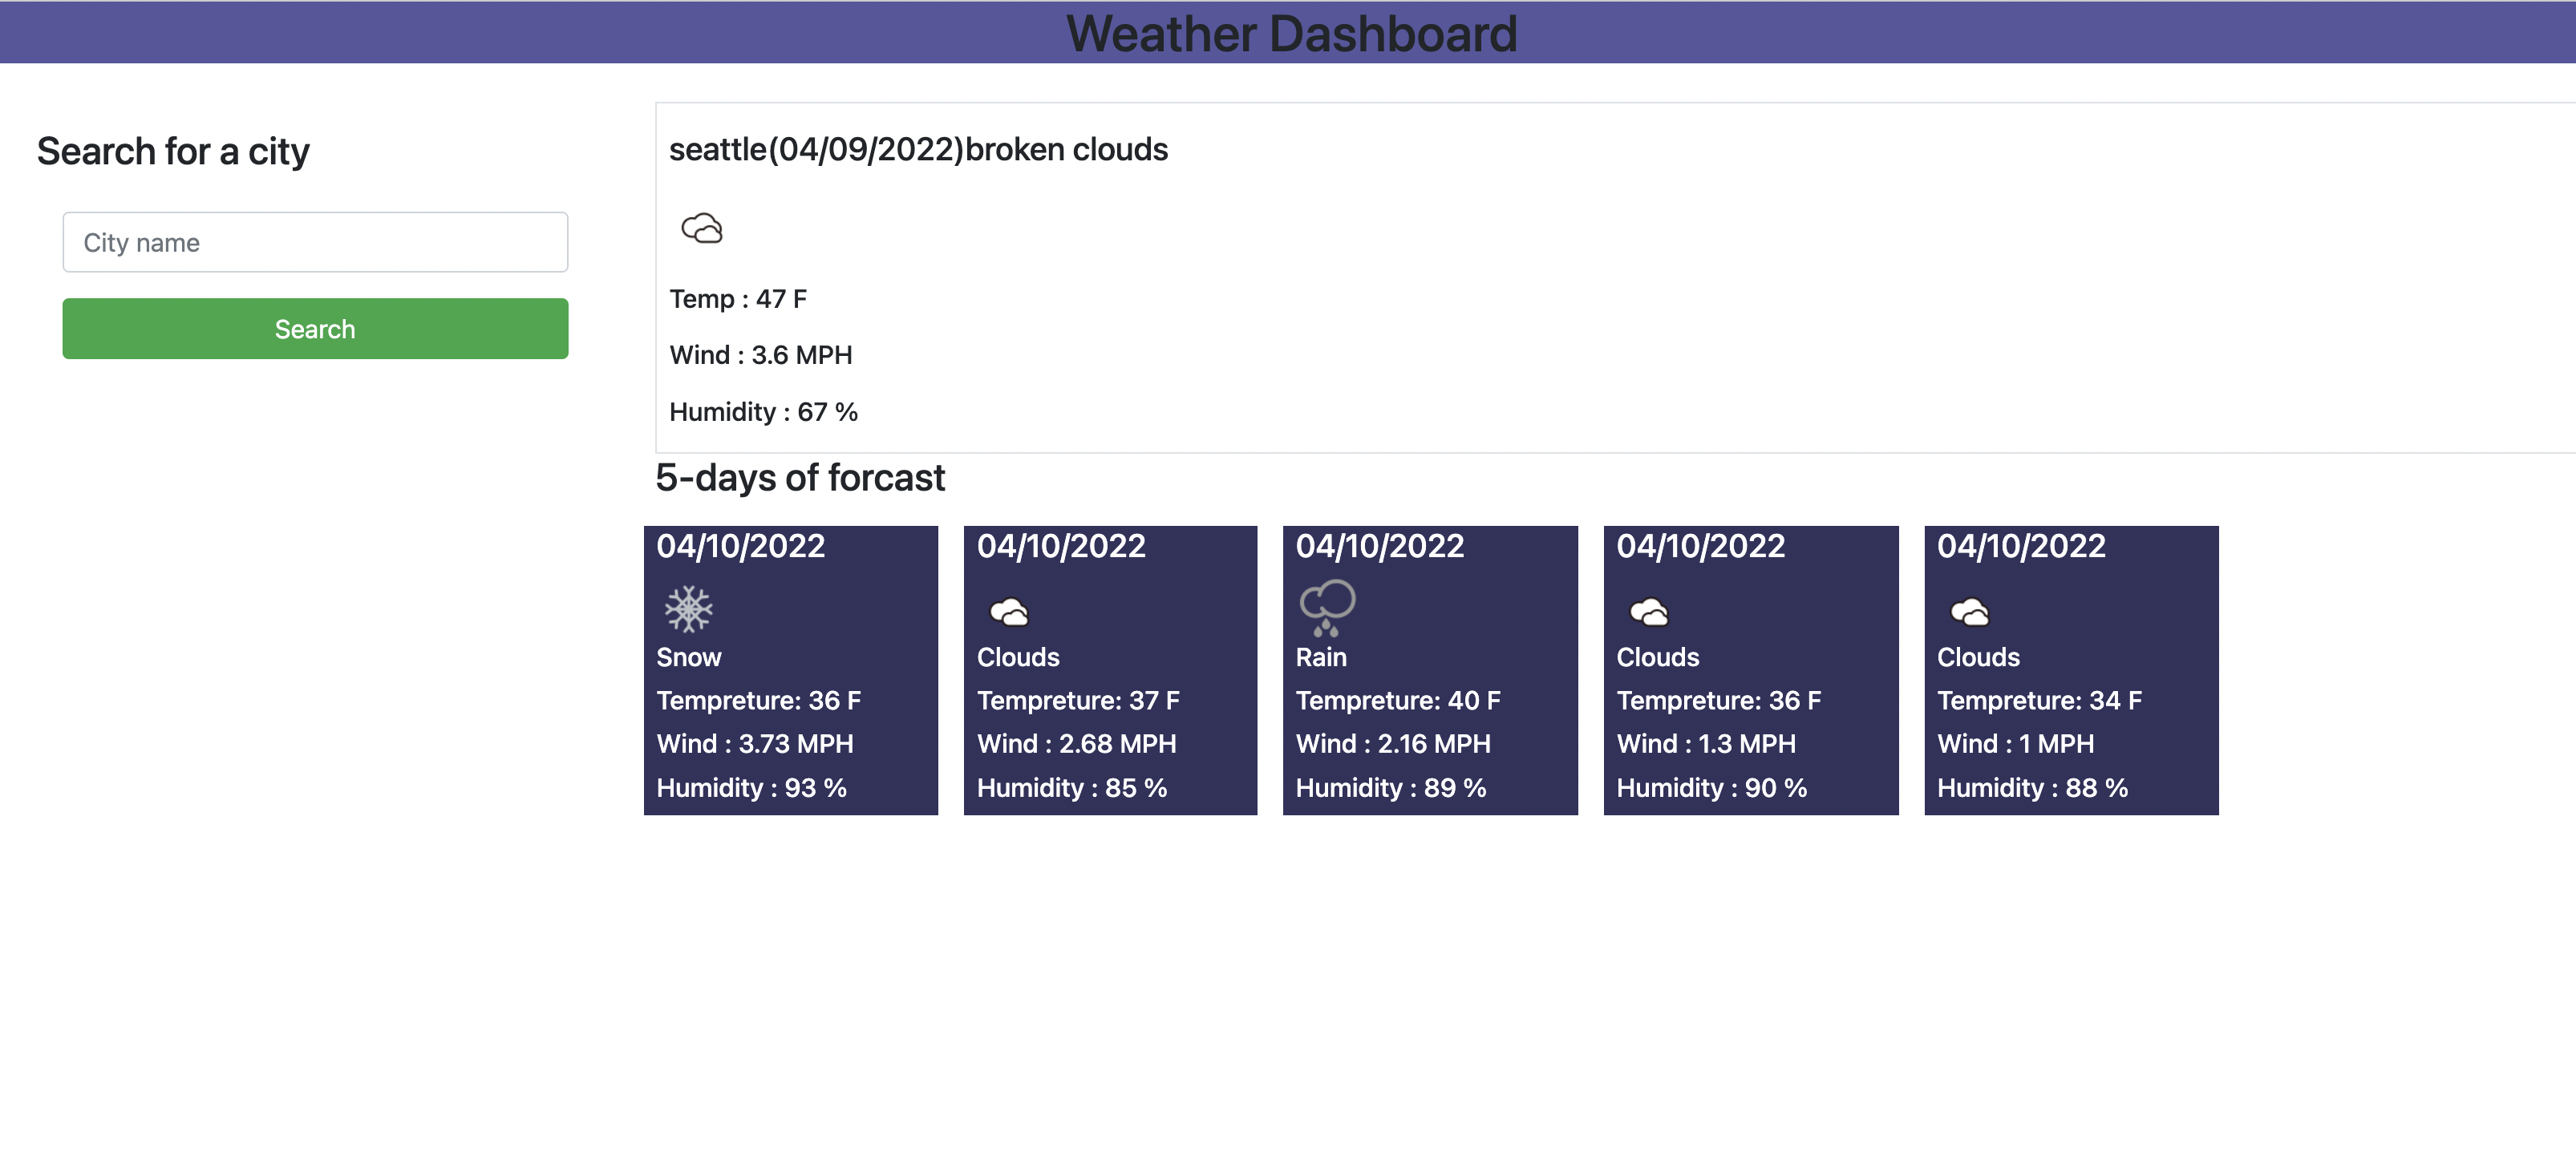 Weather Dashboard
Search for a city
City name
Search
seattle(04/09/2022)broken clouds
Temp : 47 F
Wind : 3.6 MPH
Humidity : 67 %
5-days of forcast
04/10/2022
Snow
Tempreture: 36 F
Wind : 3.73 MPH
Humidity : 93 %
04/10/2022
Clouds
Tempreture: 37 F
Wind : 2.68 MPH
Humidity : 85 %
04/10/2022
Rain
Tempreture: 40 F
Wind : 2.16 MPH
Humidity : 89 %
04/10/2022
Clouds
Tempreture: 36 F
Wind : 1.3 MPH
Humidity : 90 %
04/10/2022
Clouds
Tempreture: 34 F
Wind : 1 MPH
Humidity : 88 %